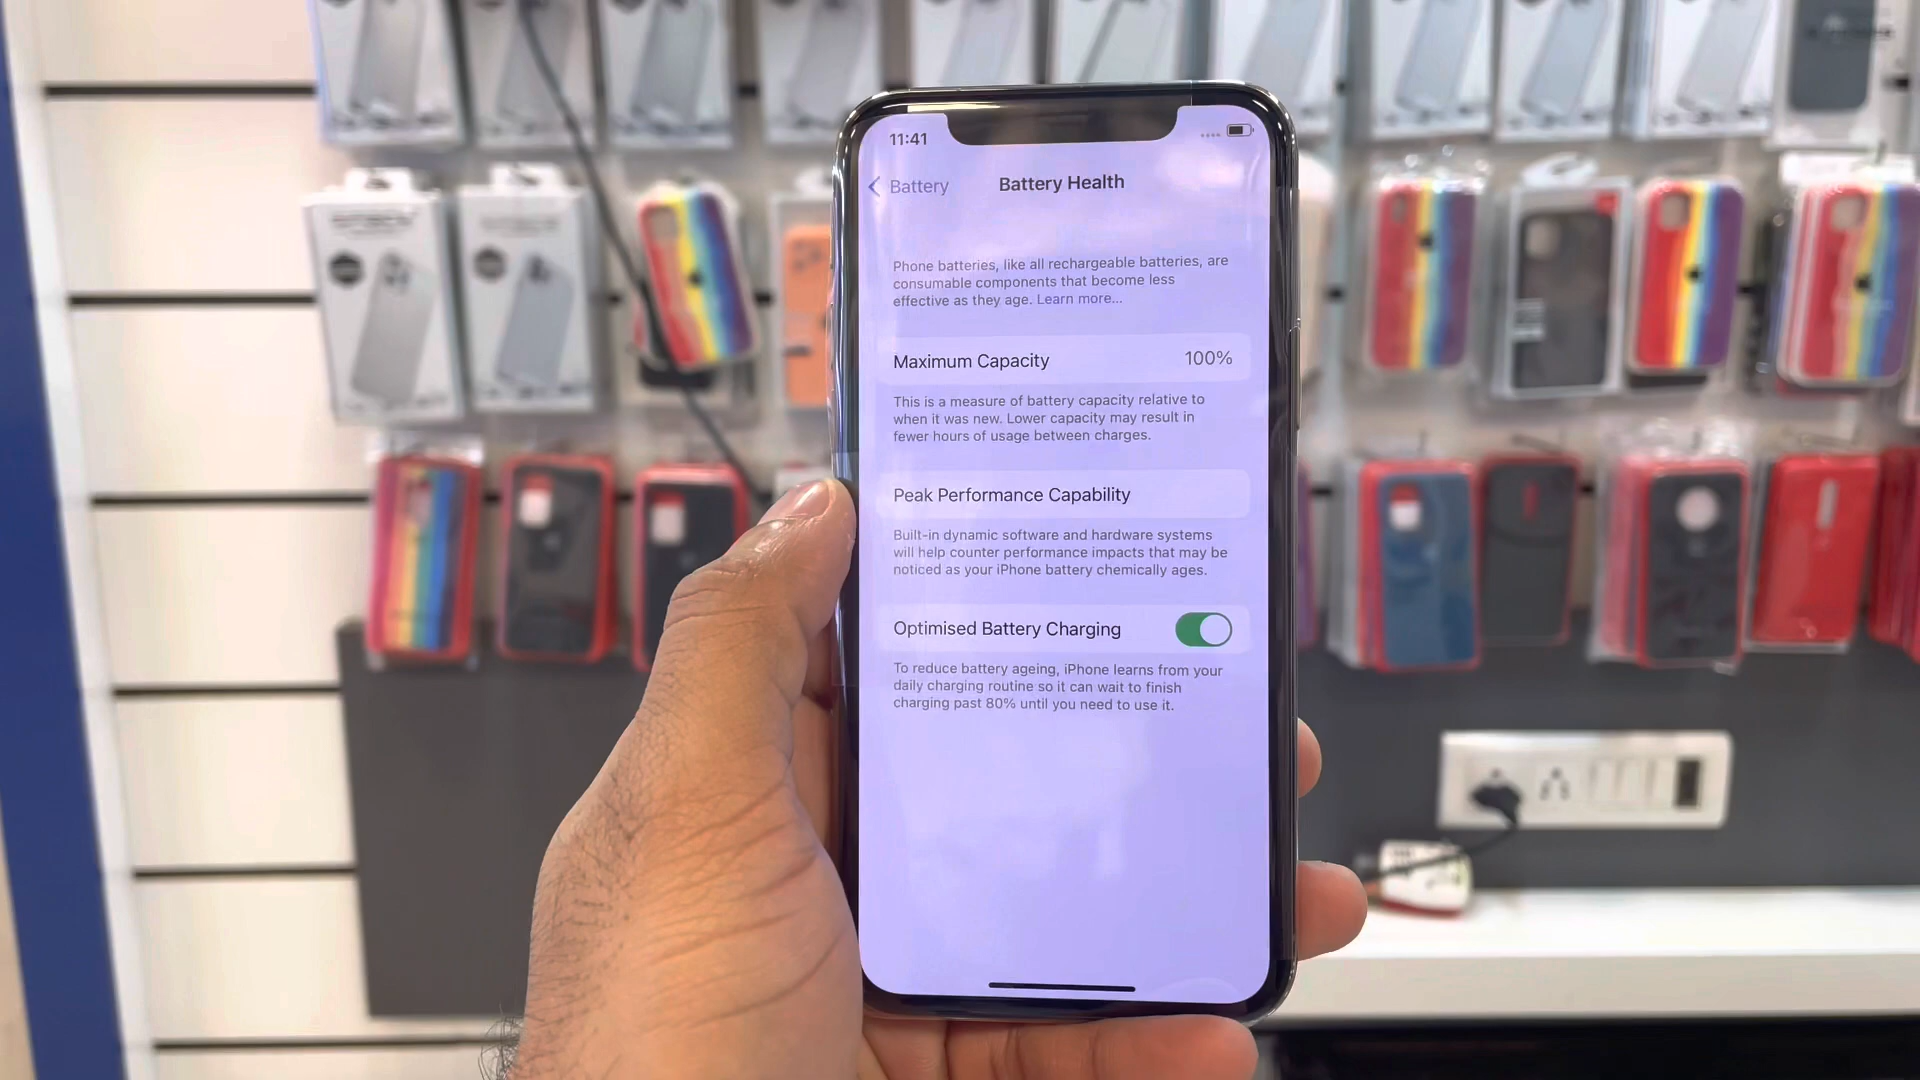 11:41
Battery
Battery Health
Phone batteries, like all rechargeable batteries, are
consumable components that become less
effective as they age. Learn more...
Maximum Capacity 100%
This is a measure of battery capacity relative to
when it was new. Lower capacity may result in
fewer hours of usage between charges.
Peak Performance Capability
Built-in dynamic software and hardware systems
will help counter performance impacts that may be
noticed as your iPhone battery chemically ages.
Optimised Battery Charging
To reduce battery ageing, iPhone learns from your
daily charging routine so it can wait to finish
charging past 80% until you need to use it.